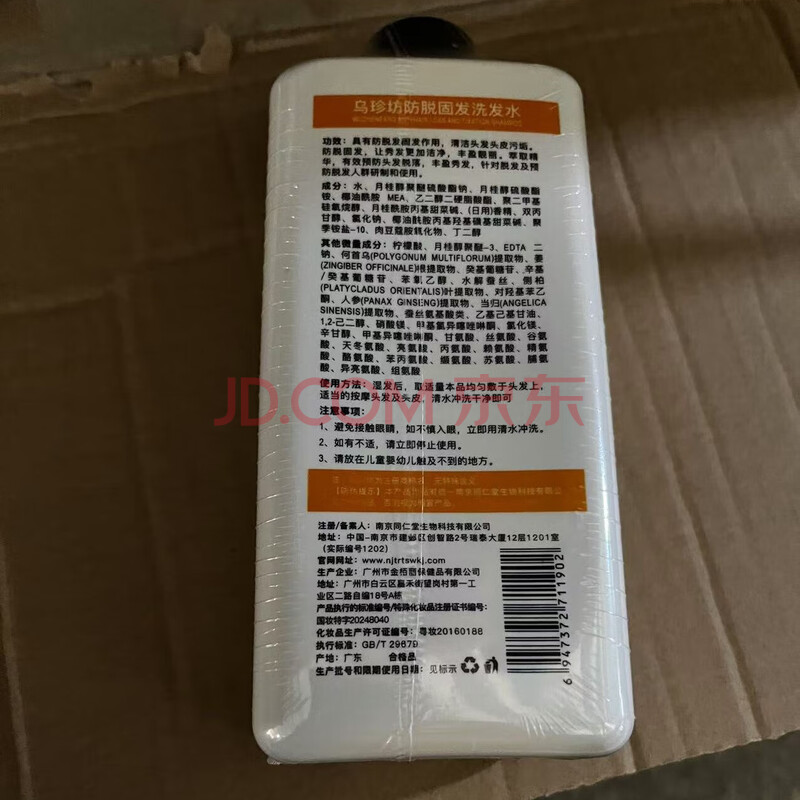 乌珍坊防脱固发洗发水
功效：具有防脱发固发作用，清洁头发头皮污垢。
防脱固发，让秀发更加洁净，丰盈靓丽。萃取精
华，有效预防头发脱落，丰盈秀发，针对脱发及预
防脱发人群研制和使用。
成分：水、月桂醇聚醚硫酸酯钠、月桂醇硫酸酯
铵、椰油酰胺 MEA、乙二醇二硬脂酸酯、聚二甲基
硅氧烷醇、月桂酰胺丙基甜菜碱、(日用)香精、双丙
甘醇、氯化钠、椰油酰胺丙基羟基磺基甜菜碱、聚
季铵盐-10、肉豆蔻胺氧化物、丁二醇
其他微量成分：柠檬酸、月桂醇聚醚-3、EDTA 二
钠、何首乌(POLYGONUM MULTIFLORUM)提取物、姜
(ZINGIBER OFFICINALE)根提取物、癸基葡糖苷、辛基
/癸基葡糖苷、苯氧乙醇、水解蚕丝、侧柏
(PLATYCLADUS ORIENTALIS)叶提取物、对羟基苯乙
酮、人参(PANAX GINSENG)提取物、当归(ANGELICA
SINENSIS)提取物、蚕丝氨基酸类、乙基己基甘油、
1,2-己二醇、硝酸镁、甲基氯异噻唑啉酮、氯化镁、
辛甘醇、甲基异噻唑啉酮、甘氨酸、丝氨酸、谷氨
酸、天冬氨酸、亮氨酸、丙氨酸、赖氨酸、精氨
酸、酪氨酸、苯丙氨酸、缬氨酸、苏氨酸、脯氨
酸、异亮氨酸、组氨酸
使用方法：湿发后，取适量本品均匀敷于头发上，
适当的按摩头发及头皮，清水冲洗干净即可
JD.COM 京东
注意事项：
1、避免接触眼睛，如不慎入眼，立即用清水冲洗。
2、如有不适，请立即停止使用。
3、请放在儿童婴幼儿触及不到的地方。
注册/备案人：南京同仁堂生物科技有限公司
地址：中国-南京市建邺区创智路2号瑞泰大厦12层1201室
(实际编号1202)
官网网址：www.njtrtswkj.com
生产企业：广州市金栢丽保健品有限公司
地址：广州市白云区嘉禾街望岗村第一工
业区二路自编18号A栋
产品执行的标准编号/特殊化妆品注册证书编号：
国妆特字20248040
化妆品生产许可证编号：粤妆20160188
执行标准：GB/T 29679
产地：广东 合格品
生产批号和限期使用日期：见标示
6 947372 711902